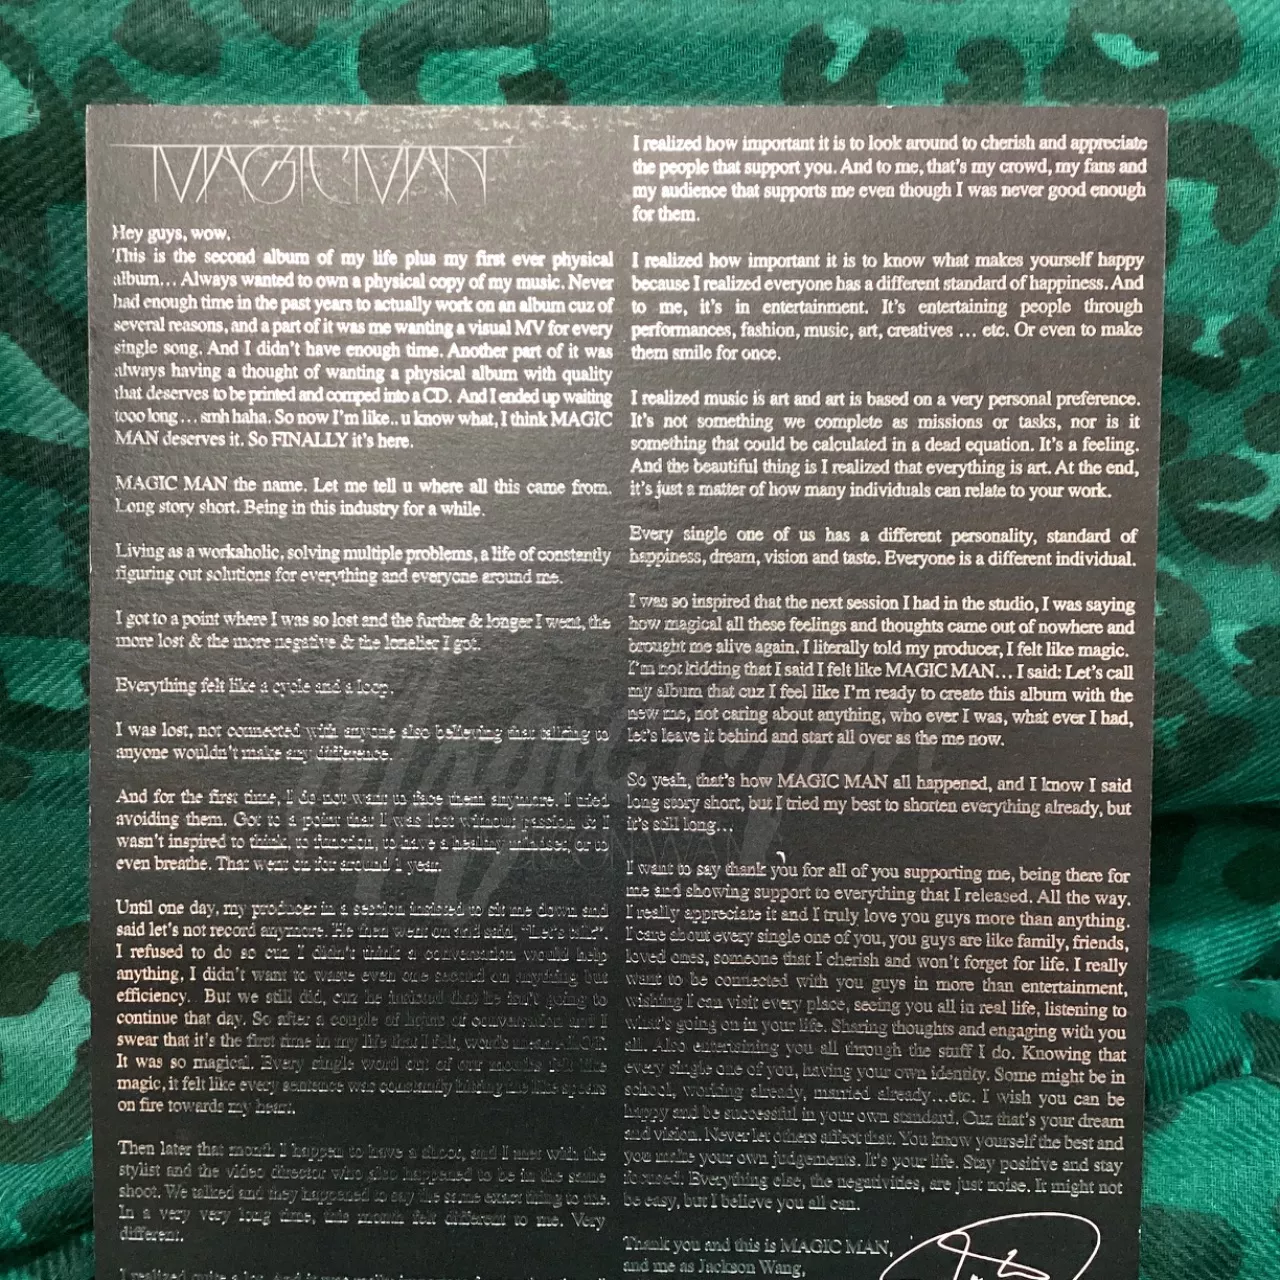 MAGIC MAN
Hey guys, wow.
This is the second album of my life plus my first ever physical
album... Always wanted to own a physical copy of my music. Never
had enough time in the past years to actually work on an album cuz of
several reasons, and a part of it was me wanting a visual MV for every
single song. And I didn't have enough time. Another part of it was
always having a thought of wanting a physical album with quality
that deserves to be printed and comped into a CD. And I ended up waiting
tooo long... smh haha. So now I'm like.. u know what, I think MAGIC
MAN deserves it. So FINALLY it's here.
MAGIC MAN the name. Let me tell u where all this came from.
Long story short. Being in this industry for a while.
Living as a workaholic, solving multiple problems, a life of constantly
figuring out solutions for everything and everyone around me.
I got to a point where I was so lost and the further & longer I went, the
more lost & the more negative & the lonelier I got.
Everything felt like a cycle and a loop.
I was lost, not connected with anyone also believing that talking to
anyone wouldn't make any difference.
And for the first time, I do not want to face them anymore. I tried
avoiding them. Got to a point that I was lost without passion & I
wasn't inspired to think, to function, to have a healthy mindset, or to
even breathe. That went on for around 1 year.
Until one day, my producer in a session insisted to sit me down and
said let's not record anymore. He then went on and said, "Let's talk".
I refused to do so cuz I didn't think a conversation would help
anything, I didn't want to waste even one second on anything but
efficiency. But we still did, cuz he insisted that he isn't going to
continue that day. So after a couple of hours of conversation and I
swear that it's the first time in my life that I felt, words mean A LOT.
It was so magical. Every single word out of our mouths felt like
magic, it felt like every sentence was constantly hitting me like spears
on fire towards my heart.
Then later that month I happen to have a shoot, and I met with the
stylist and the video director who also happened to be in the same
shoot. We talked and they happened to say the same exact thing to me.
In a very very long time, this month felt different to me. Very
different.
I realized quite a lot. And it was
I realized how important it is to look around to cherish and appreciate
the people that support you. And to me, that's my crowd, my fans and
my audience that supports me even though I was never good enough
for them.
I realized how important it is to know what makes yourself happy
because I realized everyone has a different standard of happiness. And
to me, it's in entertainment. It's entertaining people through
performances, fashion, music, art, creatives ... etc. Or even to make
them smile for once.
I realized music is art and art is based on a very personal preference.
It's not something we complete as missions or tasks, nor is it
something that could be calculated in a dead equation. It's a feeling.
And the beautiful thing is I realized that everything is art. At the end,
it's just a matter of how many individuals can relate to your work.
Every single one of us has a different personality, standard of
happiness, dream, vision and taste. Everyone is a different individual.
I was so inspired that the next session I had in the studio, I was saying
how magical all these feelings and thoughts came out of nowhere and
brought me alive again. I literally told my producer, I felt like magic.
I'm not kidding that I said I felt like MAGIC MAN... I said: Let's call
my album that cuz I feel like I'm ready to create this album with the
new me, not caring about anything, who ever I was, what ever I had,
let's leave it behind and start all over as the me now.
So yeah, that's how MAGIC MAN all happened, and I know I said
long story short, but I tried my best to shorten everything already, but
it's still long...
I want to say thank you for all of you supporting me, being there for
me and showing support to everything that I released. All the way.
I really appreciate it and I truly love you guys more than anything.
I care about every single one of you, you guys are like family, friends,
loved ones, someone that I cherish and won't forget for life. I really
want to be connected with you guys in more than entertainment,
wishing I can visit every place, seeing you all in real life, listening to
what's going on in your life. Sharing thoughts and engaging with you
all. Also entertaining you all through the stuff I do. Knowing that
every single one of you, having your own identity. Some might be in
school, working already, married already...etc. I wish you can be
happy and be successful in your own standard. Cuz that's your dream
and vision. Never let others affect that. You know yourself the best and
you make your own judgements. It's your life. Stay positive and stay
focused. Everything else, the negativities, are just noise. It might not
be easy, but I believe you all can.
Thank you and this is MAGIC MAN,
and me as Jackson Wang,